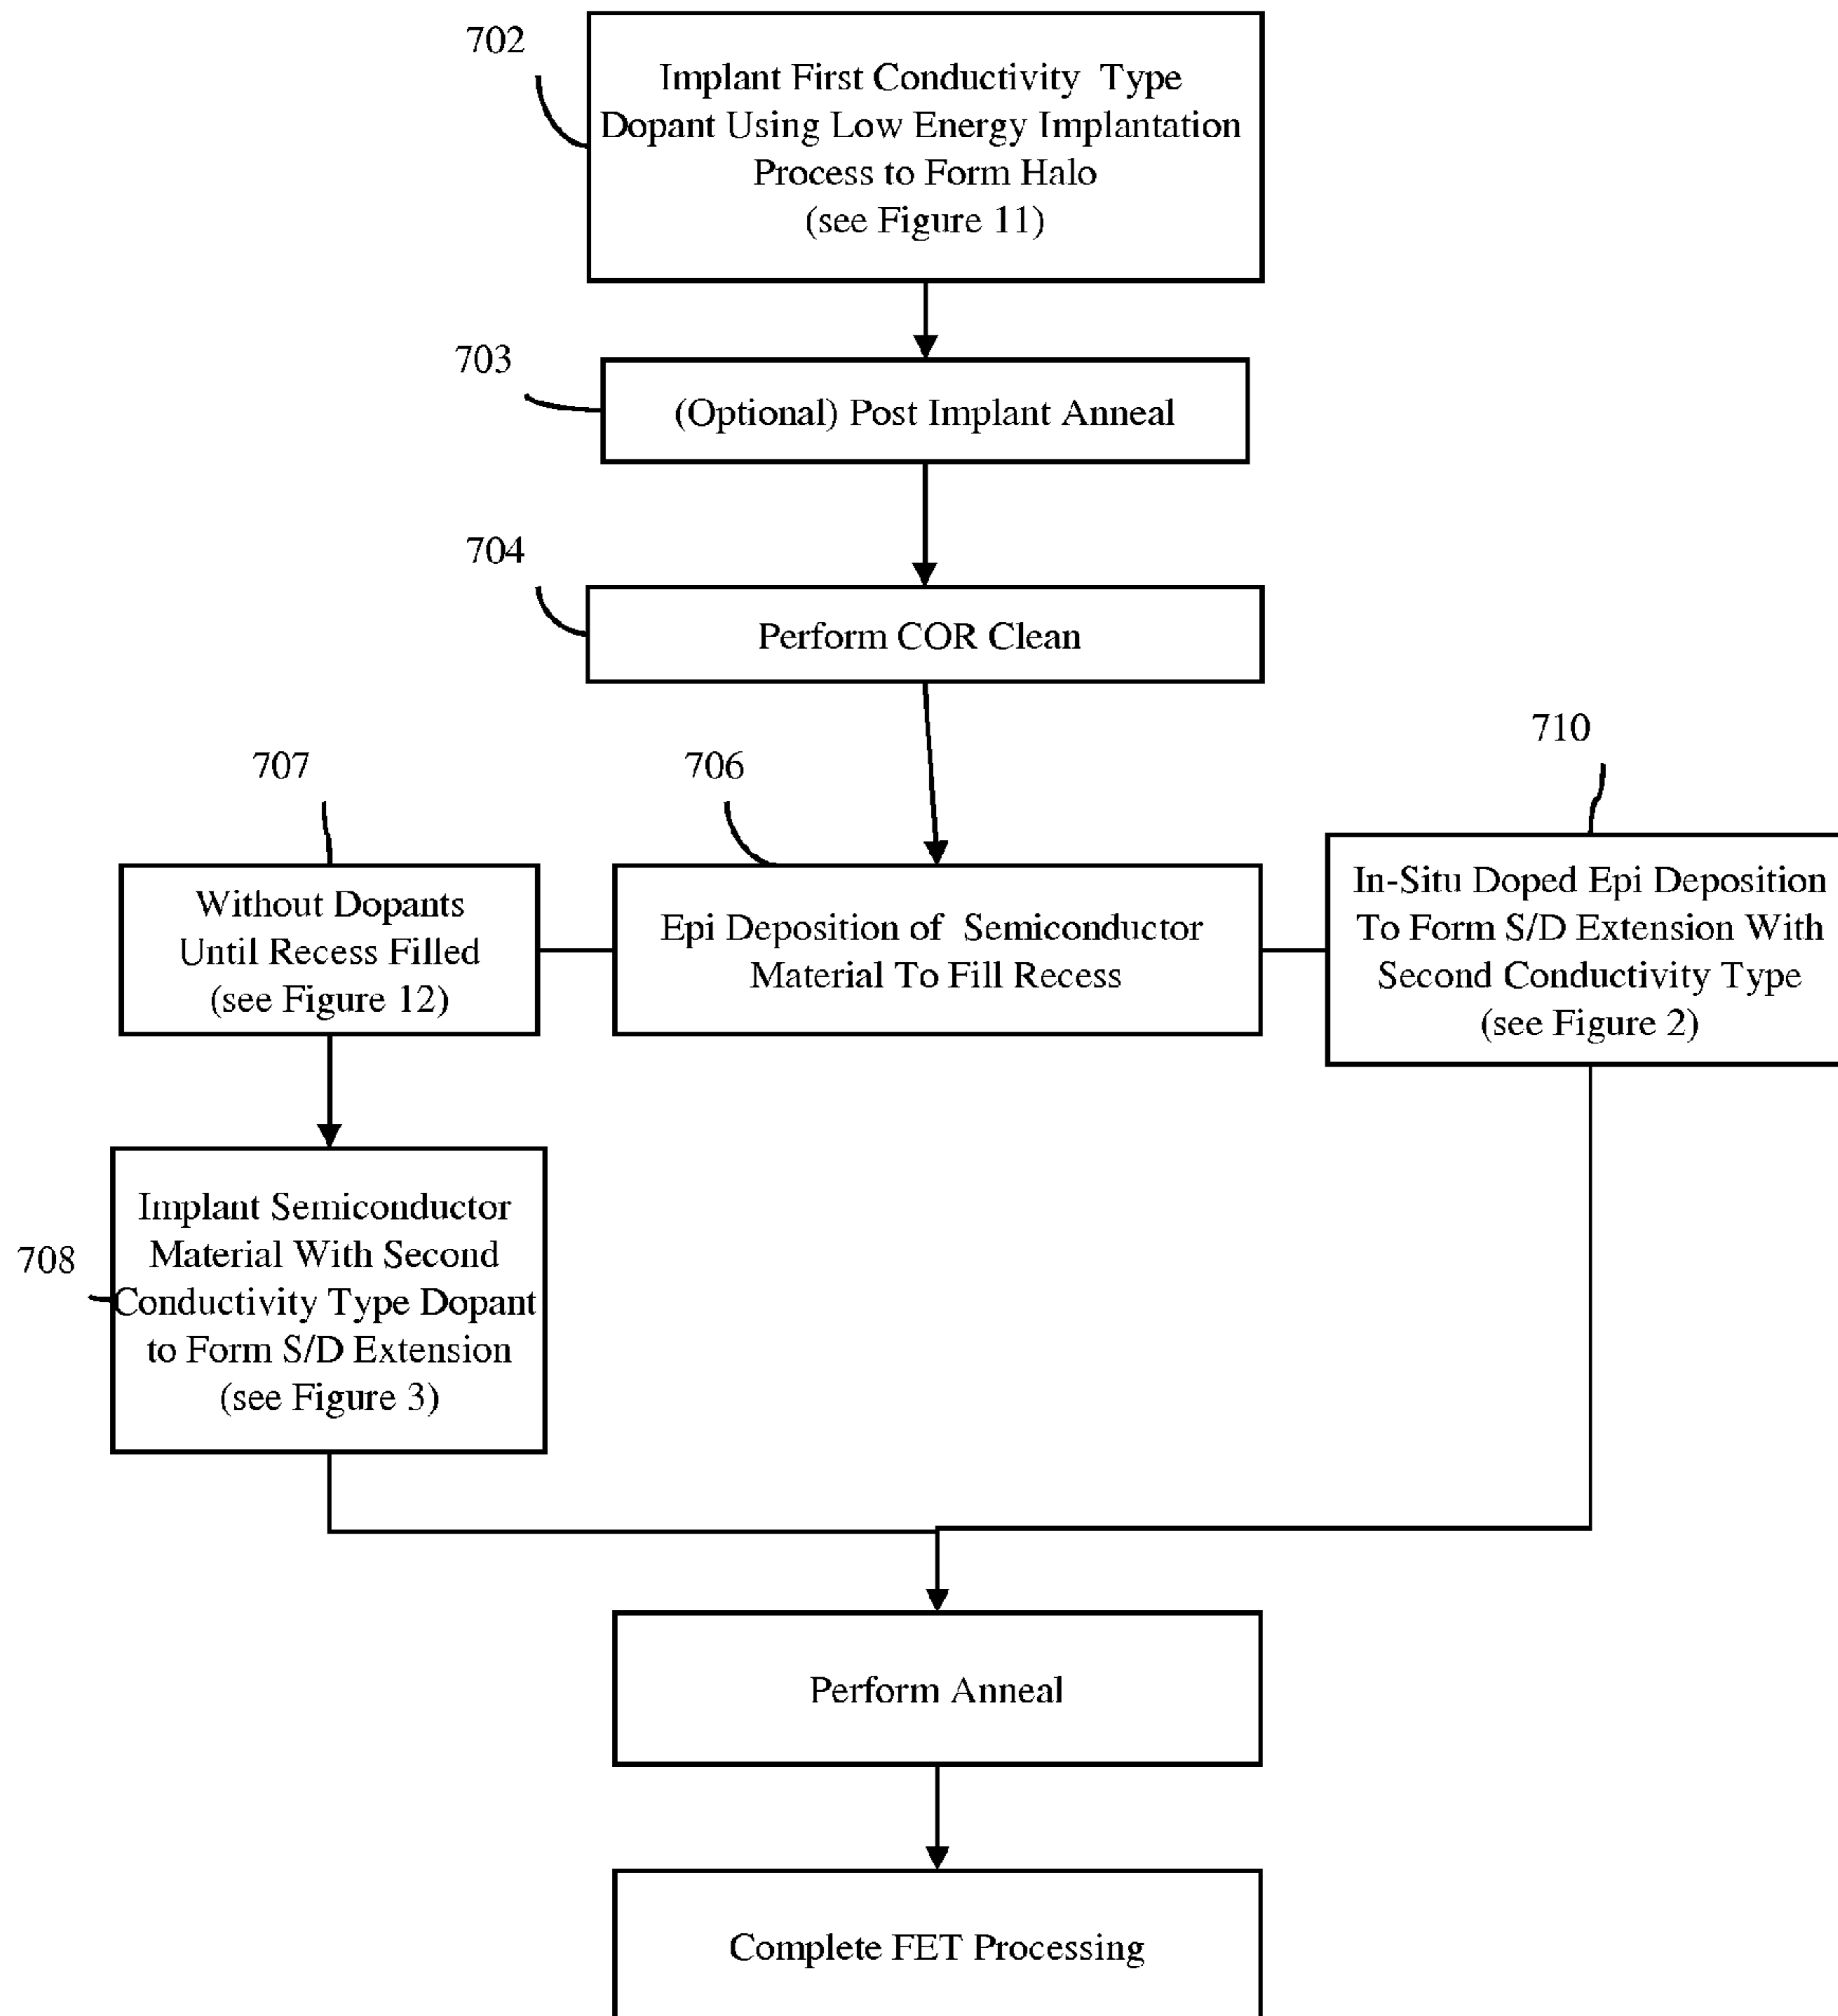 702
Implant First Conductivity Type
Dopant Using Low Energy Implantation
Process to Form Halo
(see Figure 11)
703
(Optional) Post Implant Anneal
704
Perform COR Clean
707
706
710
Without Dopants
Until Recess Filled
(see Figure 12)
Epi Deposition of Semiconductor
Material To Fill Recess
In-Situ Doped Epi Deposition
To Form S/D Extension With
Second Conductivity Type
(see Figure 2)
708
Implant Semiconductor
Material With Second
Conductivity Type Dopant
to Form S/D Extension
(see Figure 3)
Perform Anneal
Complete FET Processing